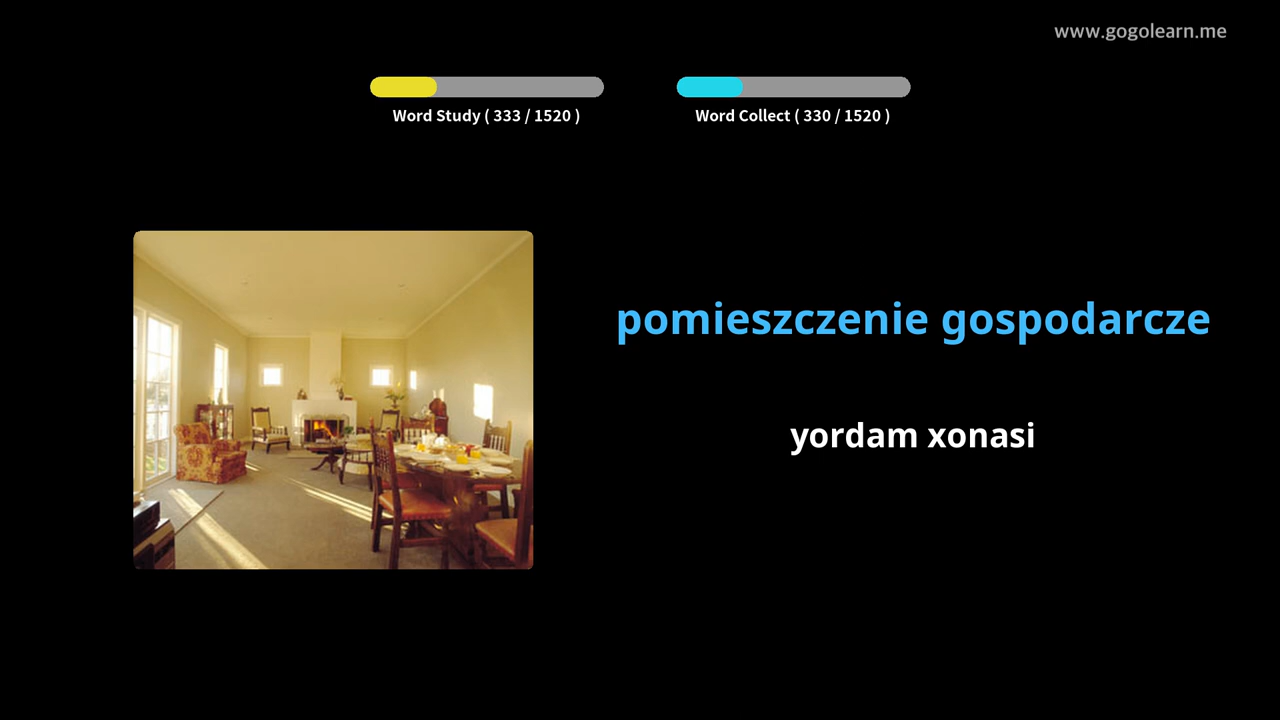 www.gogolearn.me
Word Study ( 333 / 1520 )
Word Collect ( 330 / 1520 )
pomieszczenie gospodarcze
yordam xonasi